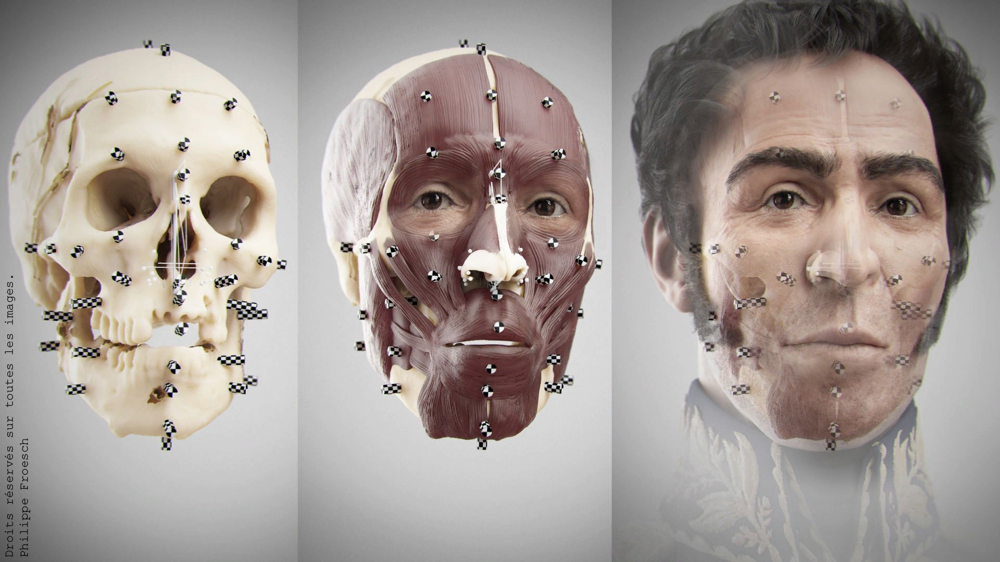 Droits réservés sur toutes les images.
Philippe Froesch